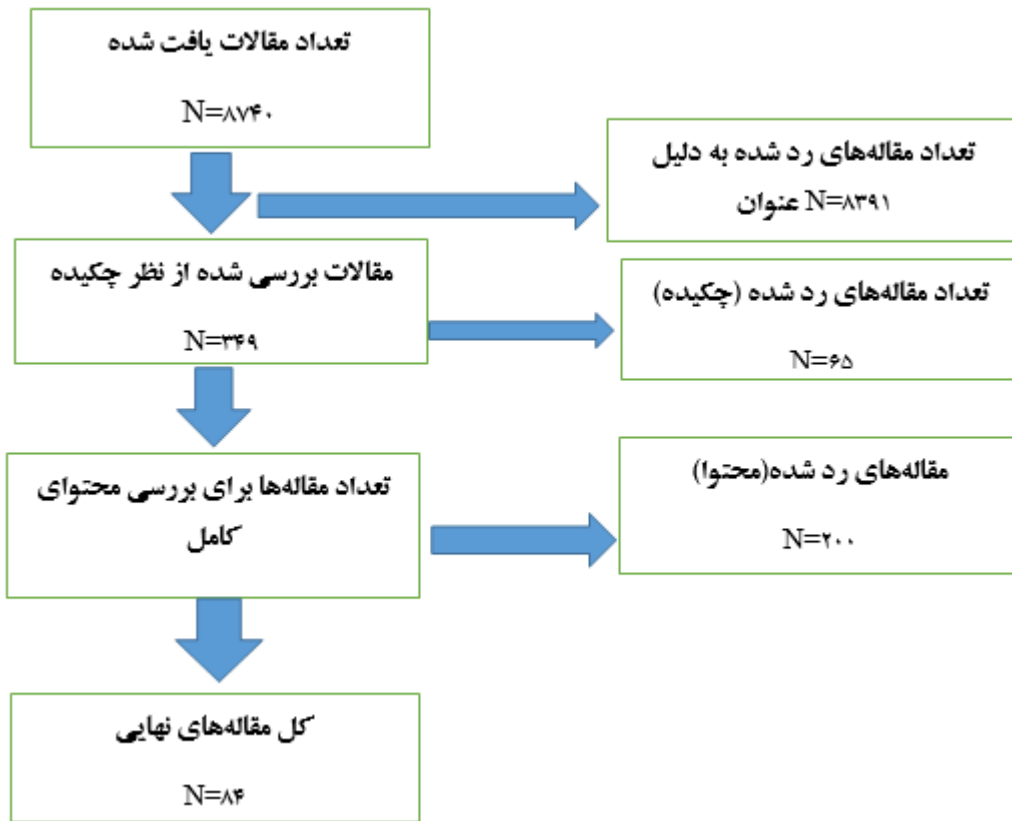 تعداد مقالات یافت شده
N=۸۷۴۰
تعداد مقاله‌های رد شده به دلیل
عنوان N=۸۳۹۱
مقالات بررسی شده از نظر چکیده
N=۳۴۹
تعداد مقاله‌های رد شده (چکیده)
N=۶۵
تعداد مقاله‌ها برای بررسی محتوای
کامل
مقاله‌های رد شده(محتوا)
N=۲۰۰
کل مقاله‌های نهایی
N=۸۴